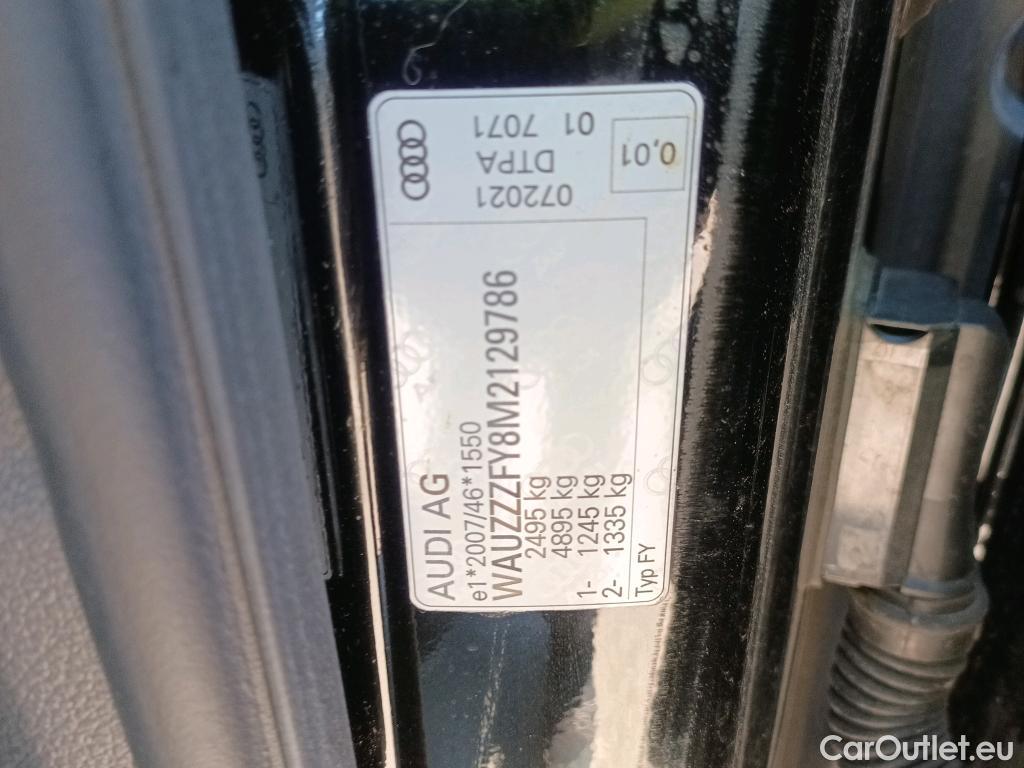 AUDI AG
e1*2007/46*1550
WAUZZZFY8M2129786
2495 kg
4895 kg
1- 1245 kg
2- 1335 kg
Typ FY
072021
DTPA
01 7071
0,01
CarOutlet.eu